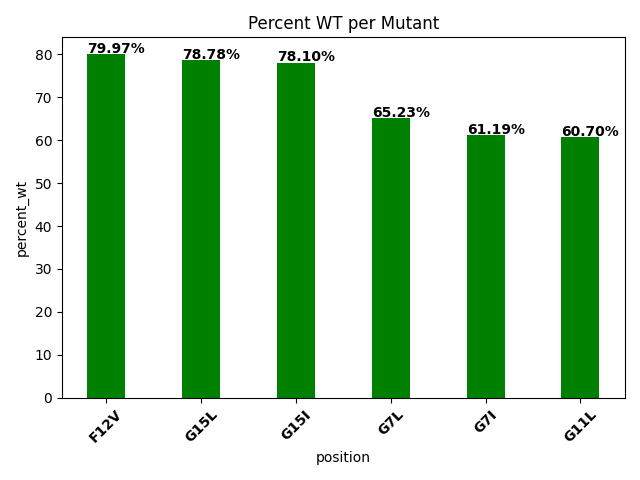 Percent WT per Mutant
percent_wt
80
70
60
50
40
30
20
10
0
79.97%
78.78%
78.10%
65.23%
61.19%
60.70%
F12V
G15L
G15I
G7L
G7I
G11L
position